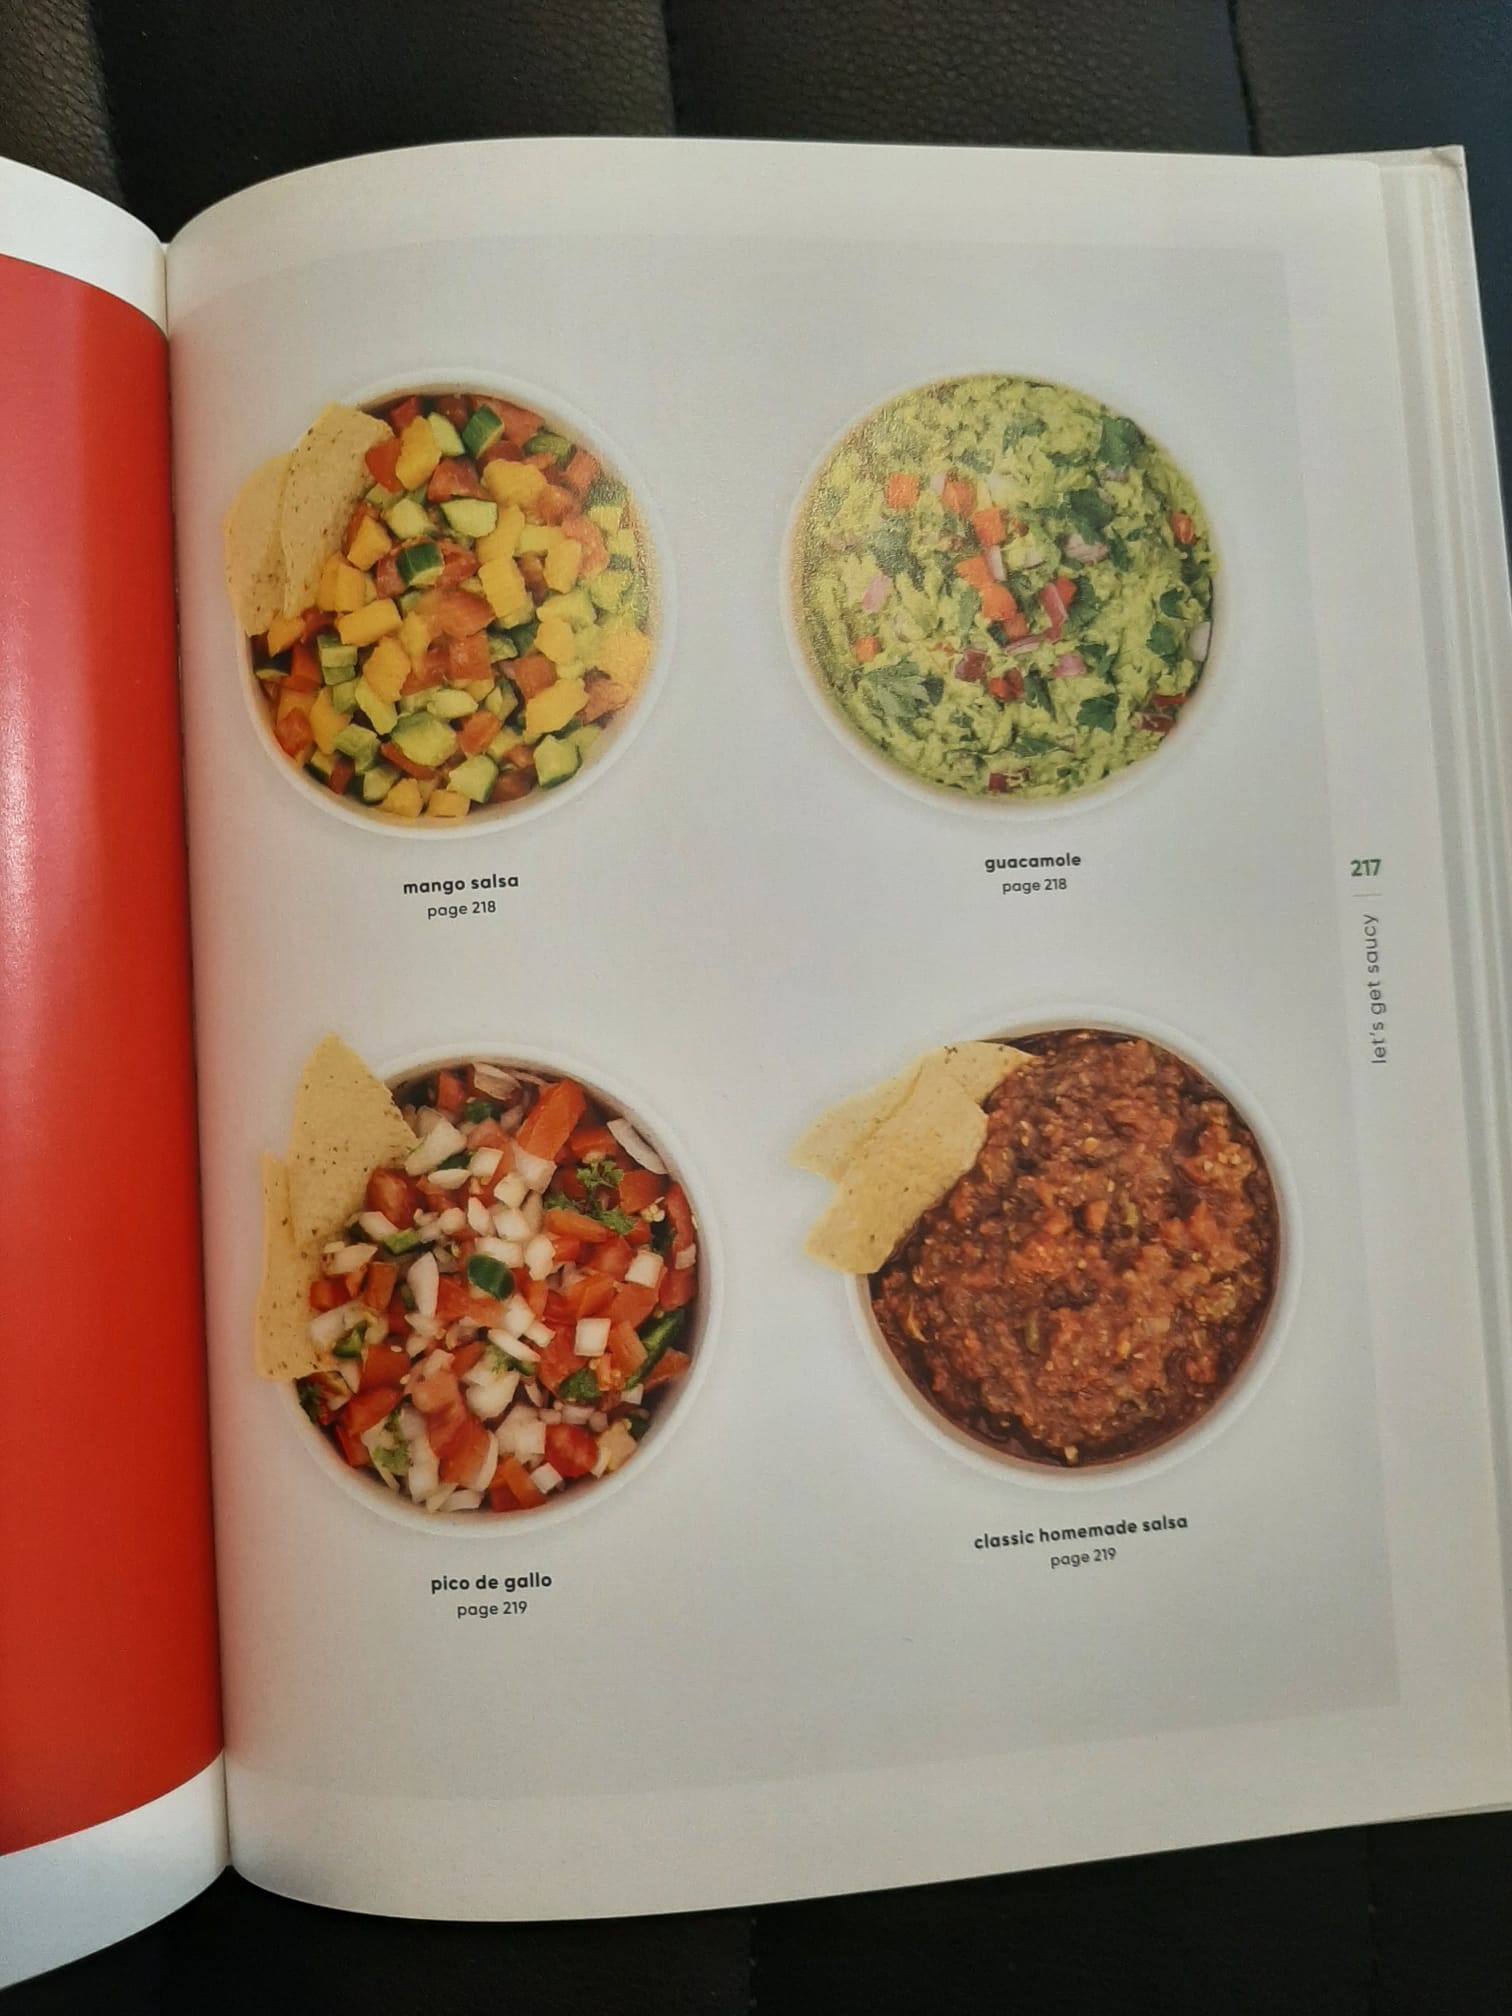 mango salsa
page 218
guacamole
page 218
217
let's get saucy
pico de gallo
page 219
classic homemade salsa
page 219